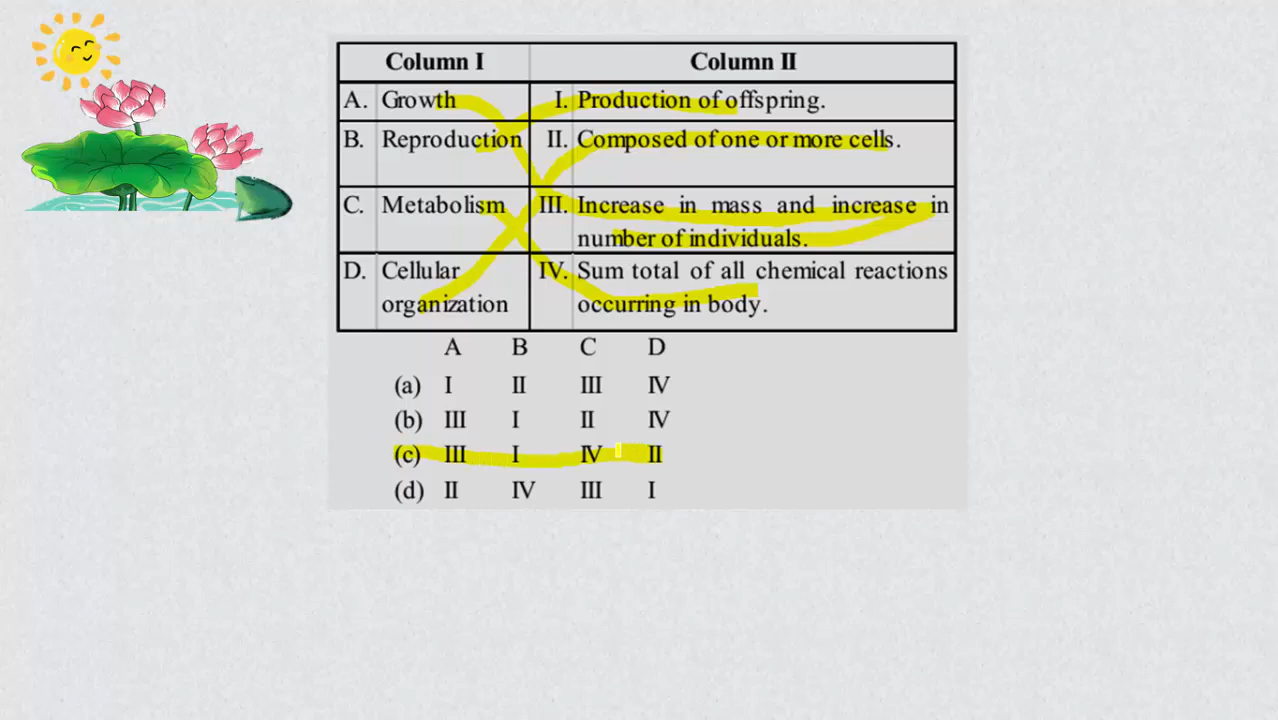 Column I Column II
A. Growth I. Production of offspring.
B. Reproduction II. Composed of one or more cells.
C. Metabolism III. Increase in mass and increase in
number of individuals.
D. Cellular IV. Sum total of all chemical reactions
organization occurring in body.
A B C D
(a) I II III IV
(b) III I II IV
(c) III I IV II
(d) II IV III I